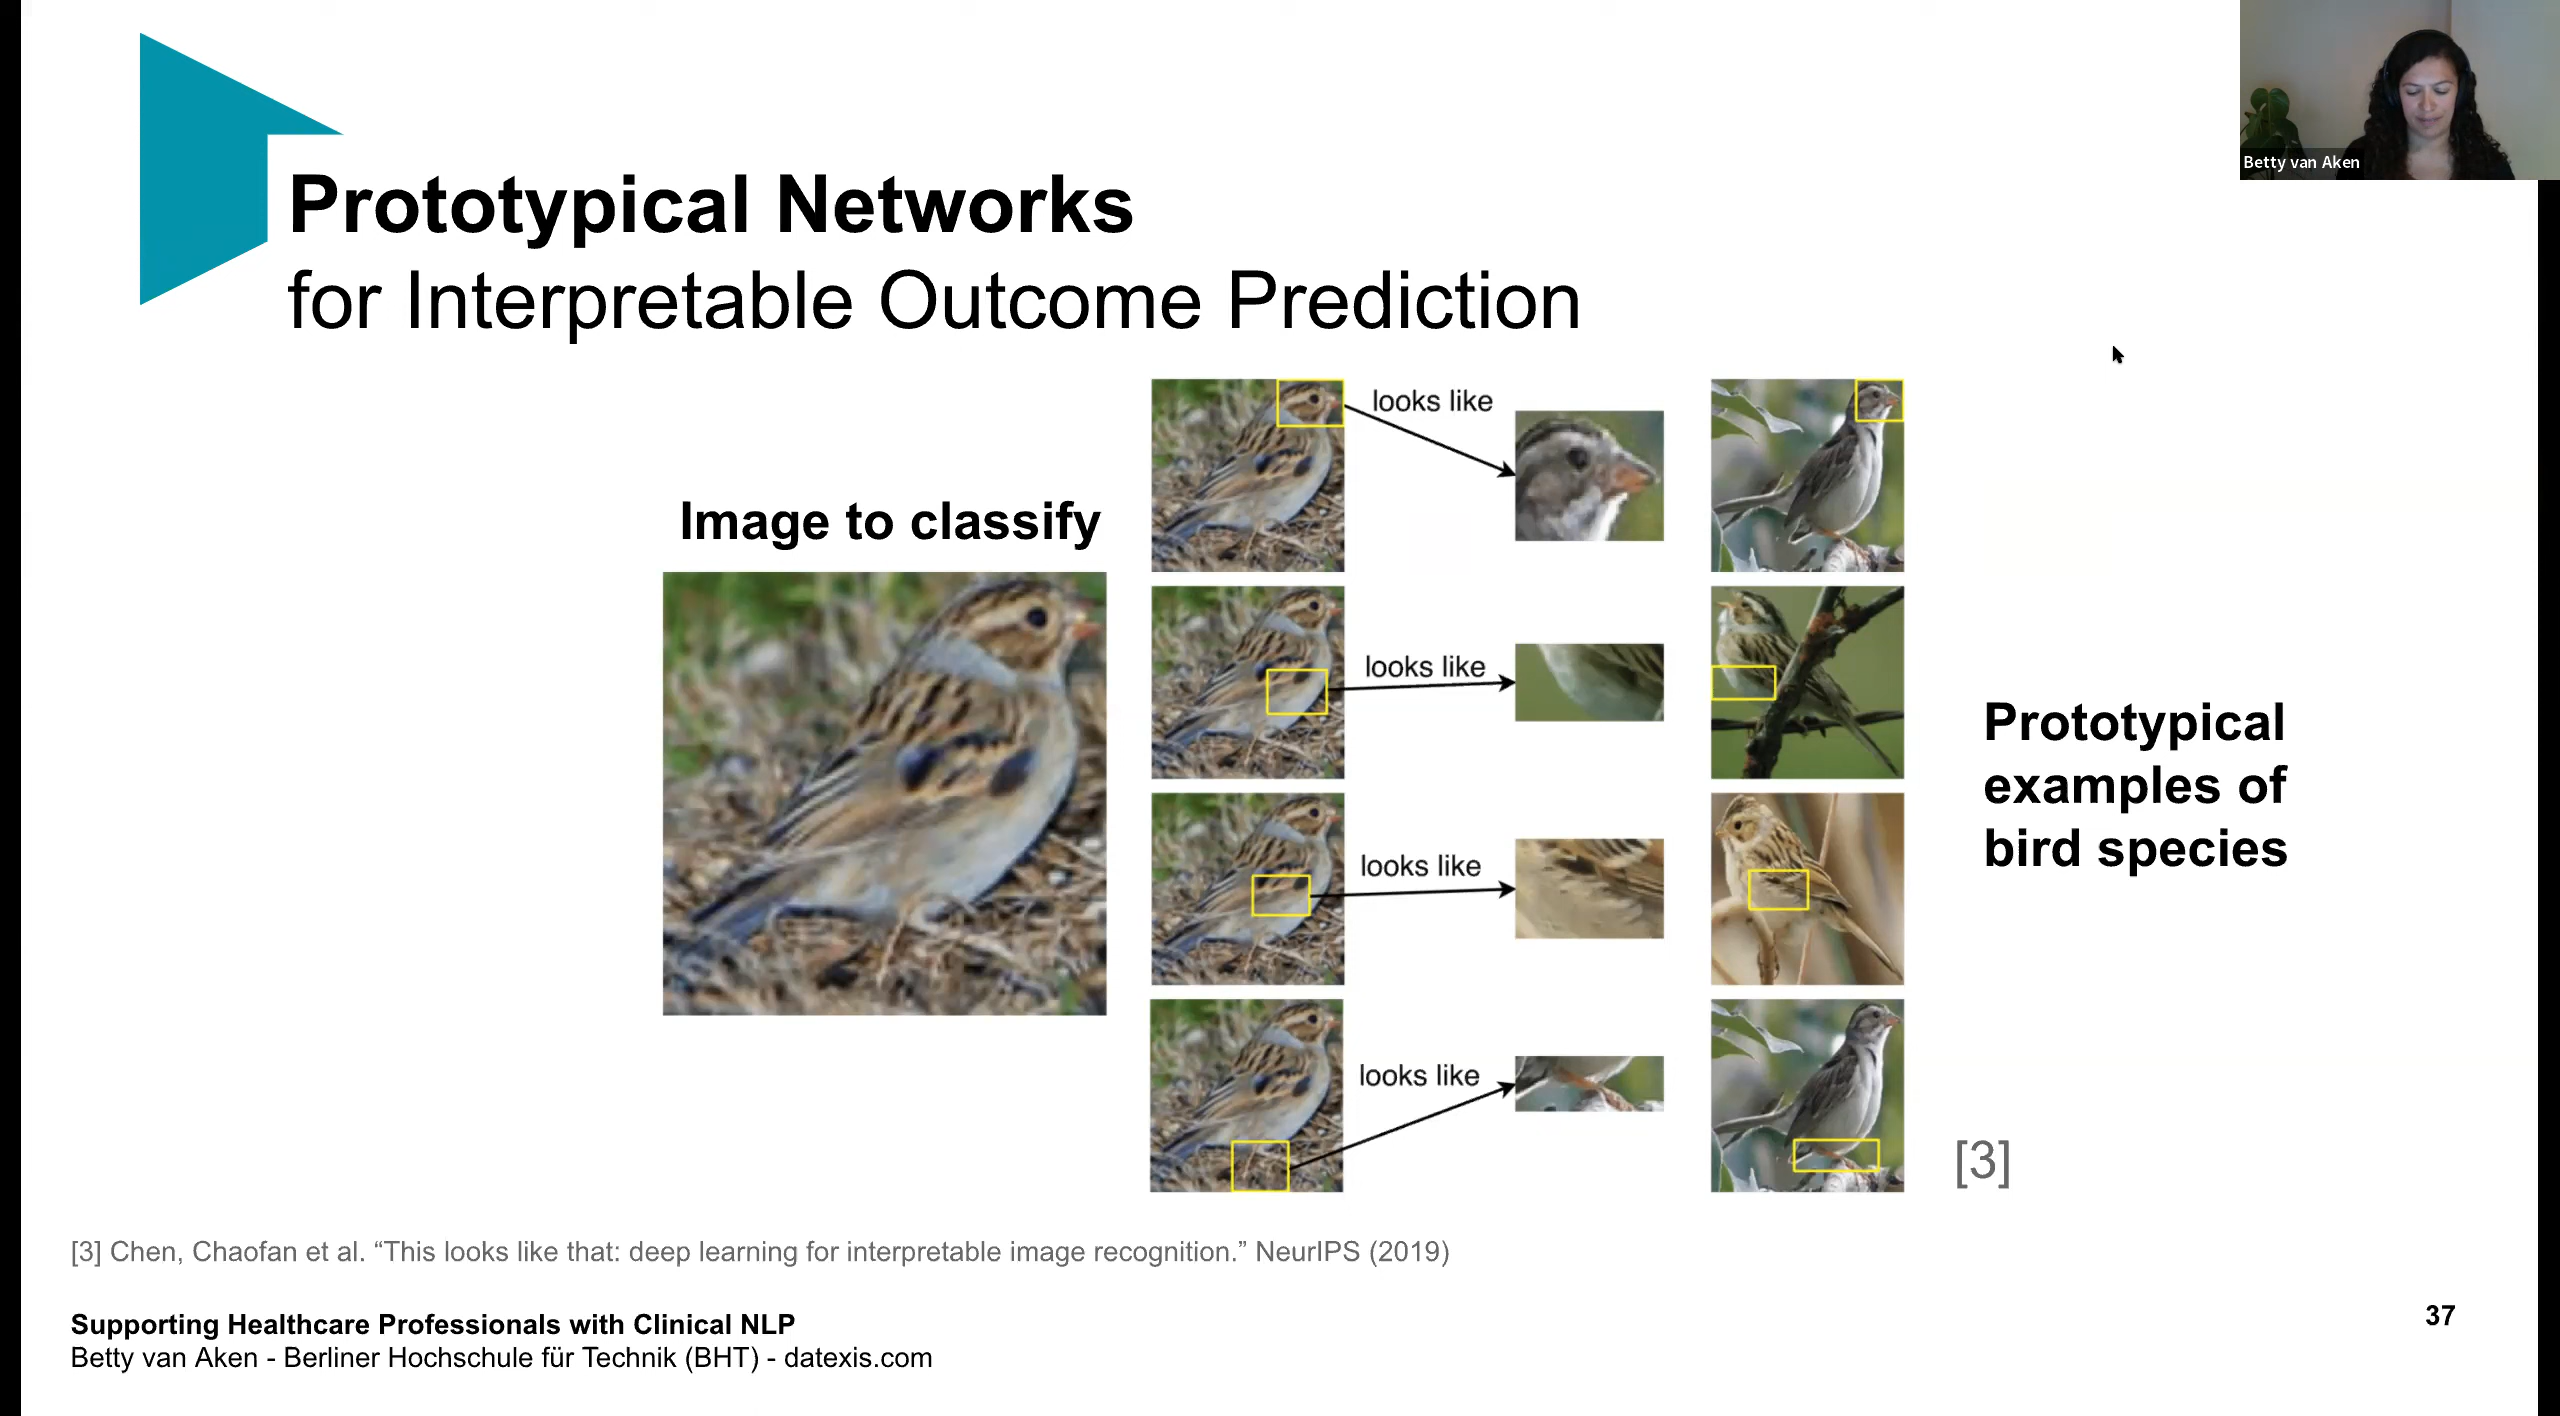 Betty van Aken
Prototypical Networks
for Interpretable Outcome Prediction
looks like
Image to classify
looks like
Prototypical
examples of
bird species
looks like
looks like
[3]
[3] Chen, Chaofan et al. “This looks like that: deep learning for interpretable image recognition.” NeurIPS (2019)
Supporting Healthcare Professionals with Clinical NLP
37
Betty van Aken - Berliner Hochschule für Technik (BHT) - datexis.com